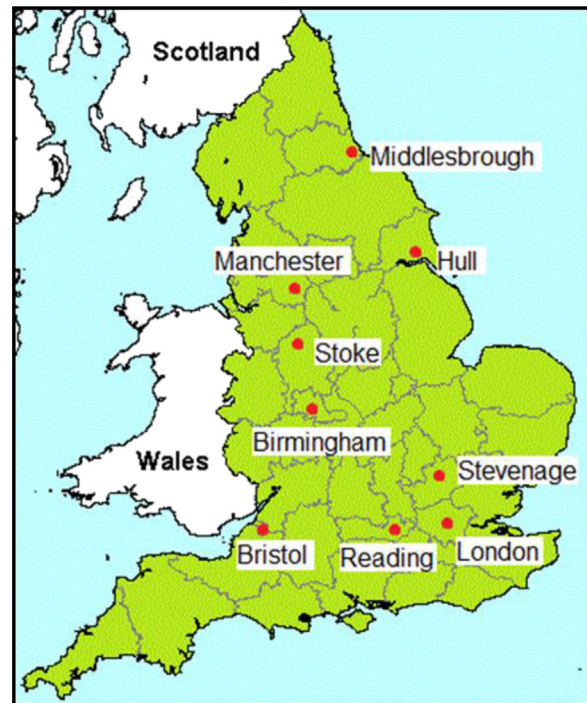 Scotland
Middlesbrough
Manchester
Hull
Stoke
Birmingham
Wales
Stevenage
Bristol
Reading
London